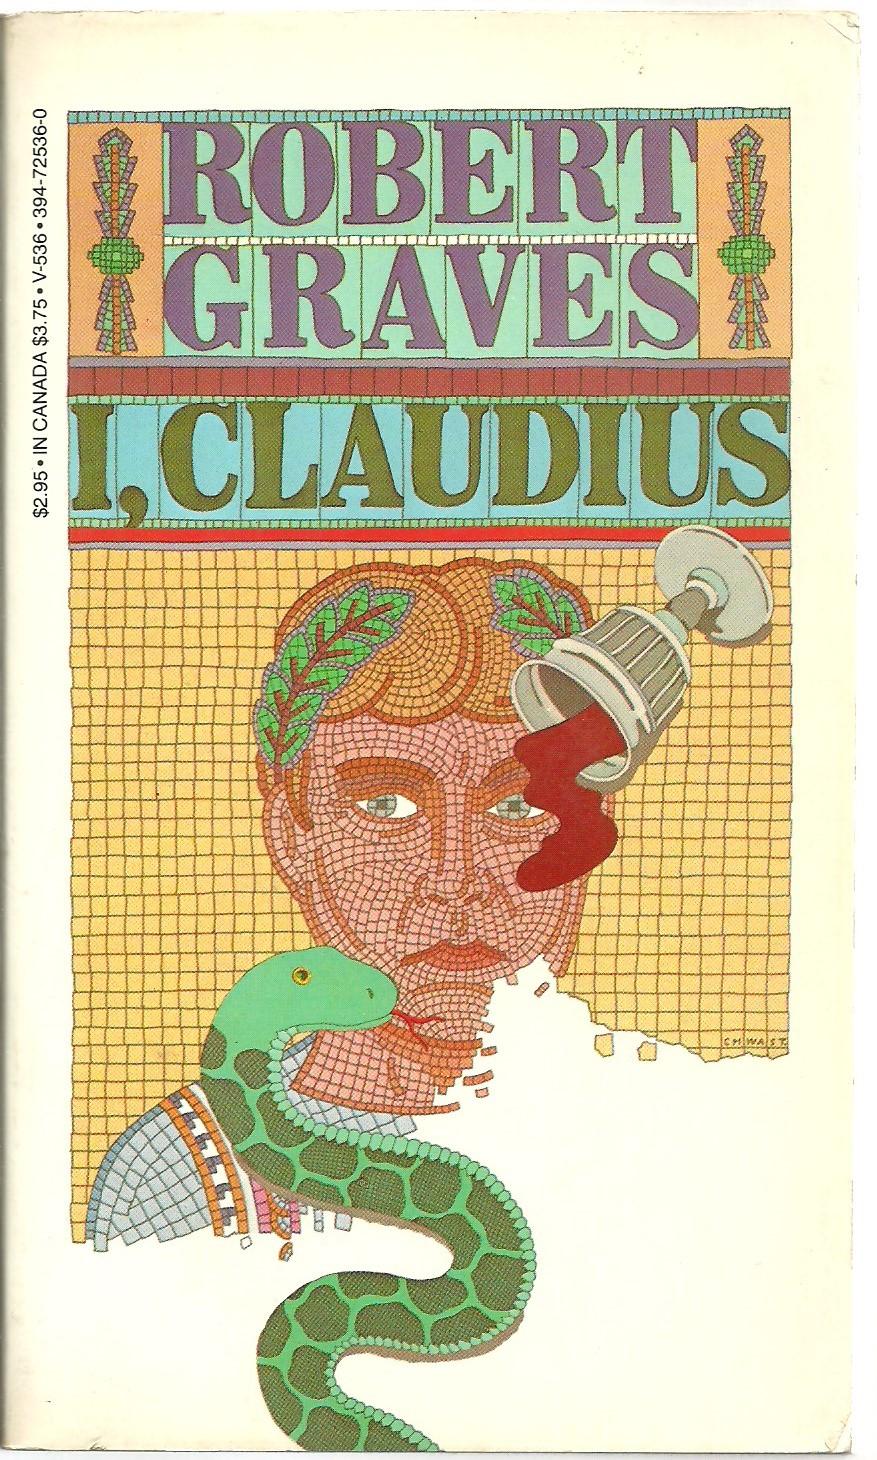 $2.95 • IN CANADA $3.75 • V-536 • 394-72536-0
ROBERT
GRAVES
I, CLAUDIUS
CHWAST